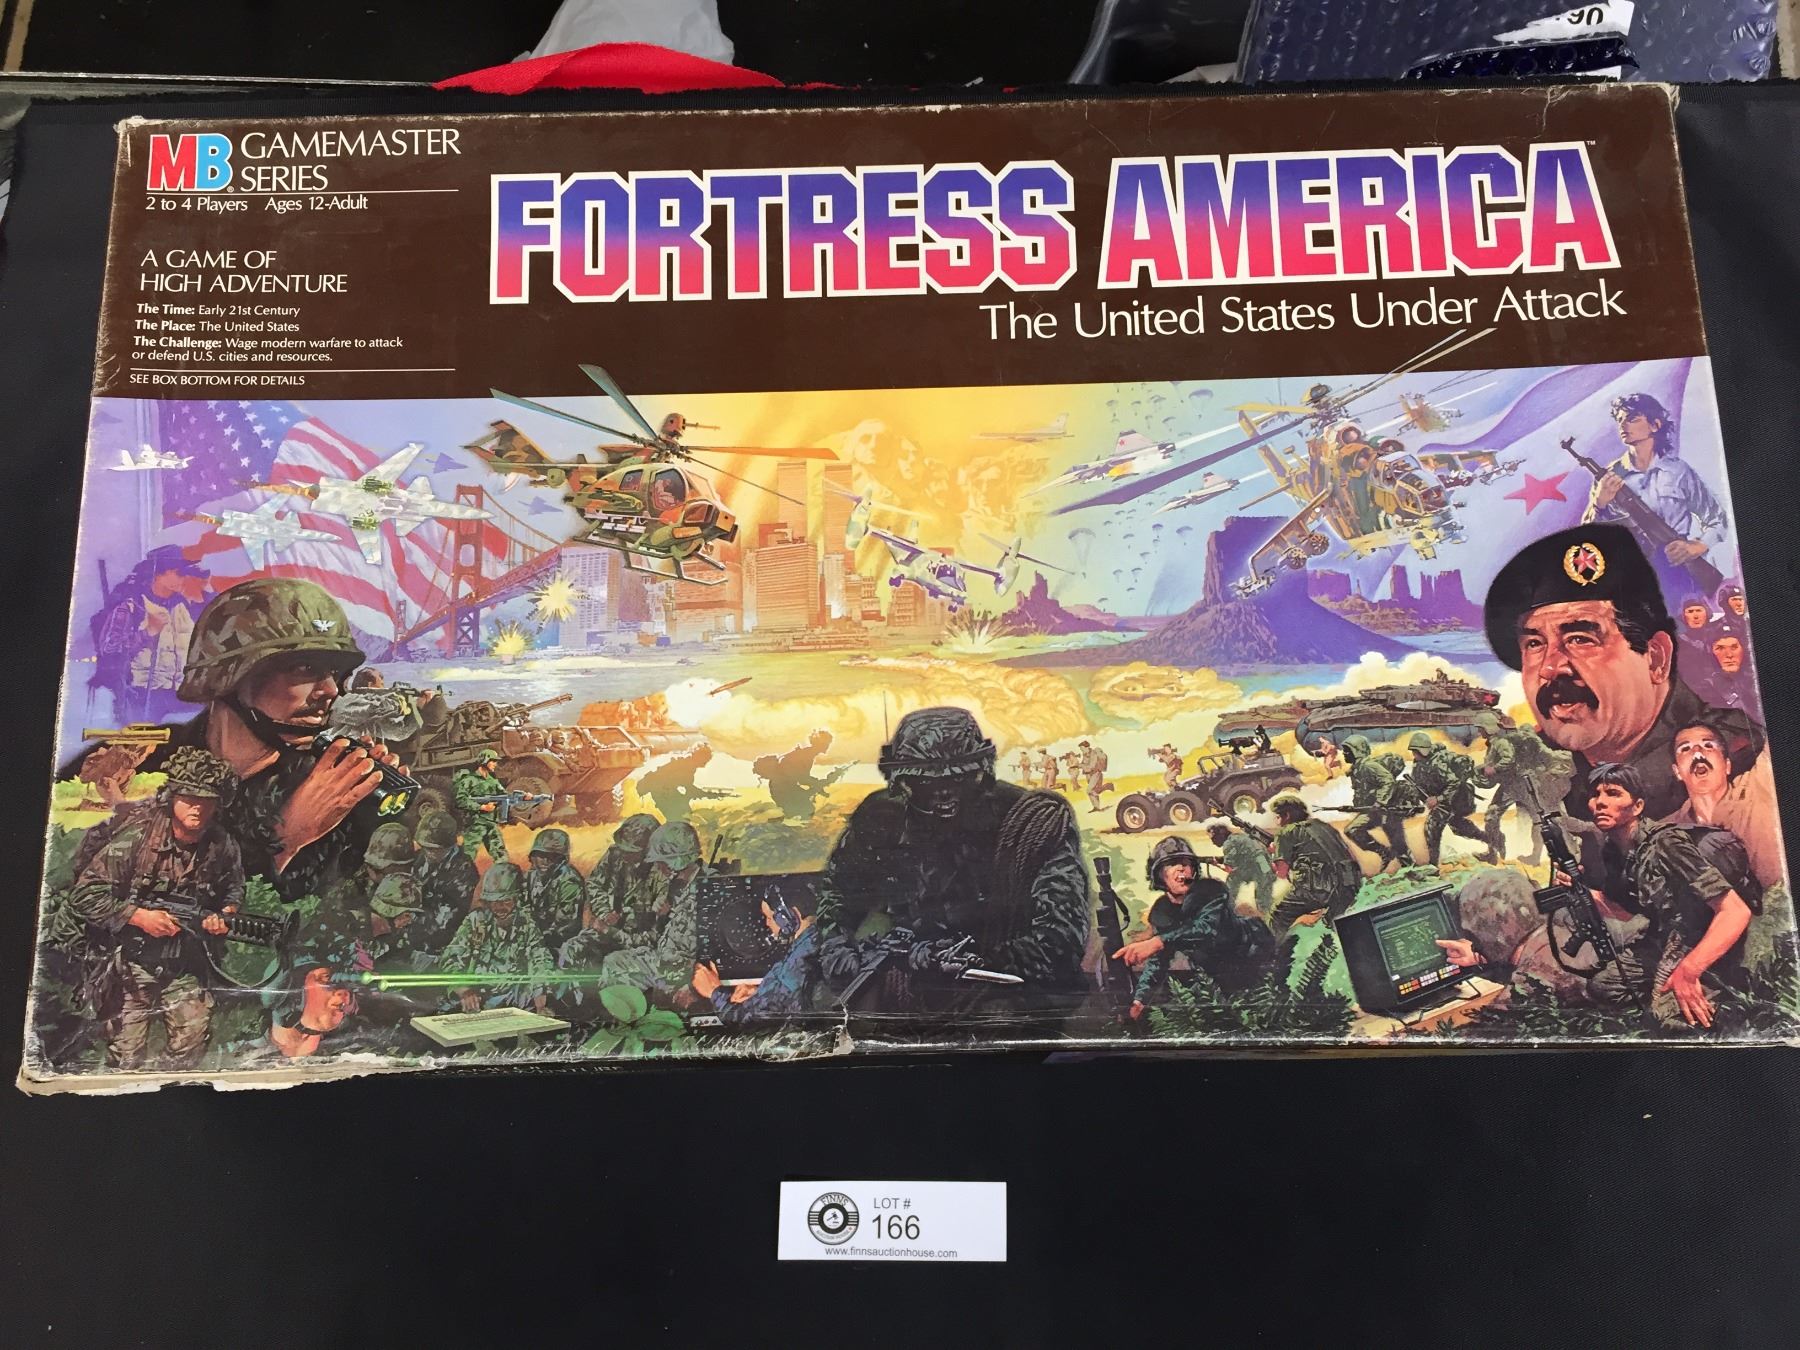 MB® GAMEMASTER
SERIES
2 to 4 Players Ages 12-Adult
A GAME OF
HIGH ADVENTURE
The Time: Early 21st Century
The Place: The United States
The Challenge: Wage modern warfare to attack
or defend U.S. cities and resources.
SEE BOX BOTTOM FOR DETAILS
FORTRESS AMERICA™
The United States Under Attack
FINNS
LOT #
166
www.finnsauctionhouse.com